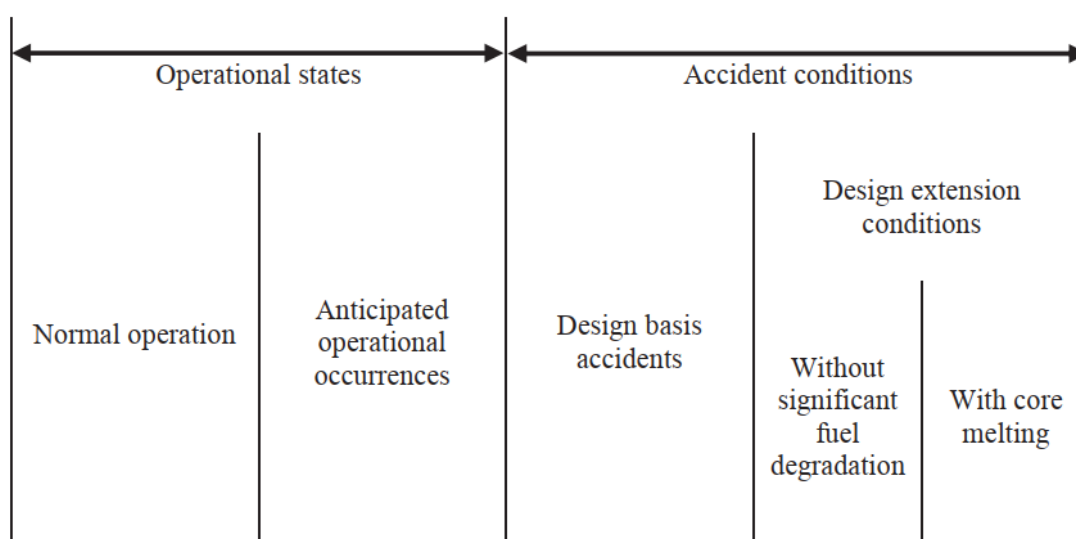 Operational states
Accident conditions
Design extension
conditions
Normal operation
Anticipated
operational
occurrences
Design basis
accidents
Without
significant
fuel
degradation
With core
melting